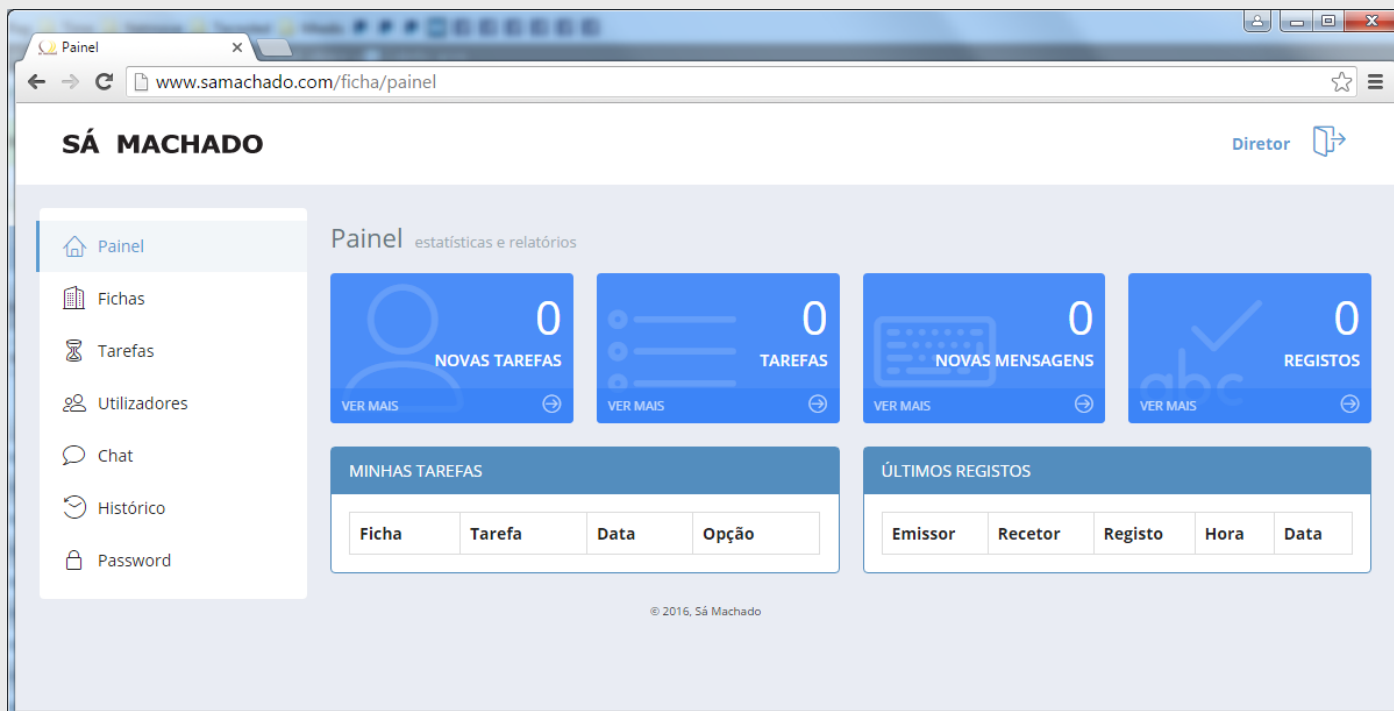 Painel
www.samachado.com/ficha/painel
SÁ MACHADO
Diretor
Painel
Fichas
Tarefas
Utilizadores
Chat
Histórico
Password
Painel estatísticas e relatórios
0
NOVAS TAREFAS
VER MAIS
0
TAREFAS
VER MAIS
0
NOVAS MENSAGENS
VER MAIS
abc
0
REGISTOS
VER MAIS
MINHAS TAREFAS
Ficha Tarefa Data Opção
ÚLTIMOS REGISTOS
Emissor Recetor Registo Hora Data
© 2016, Sá Machado